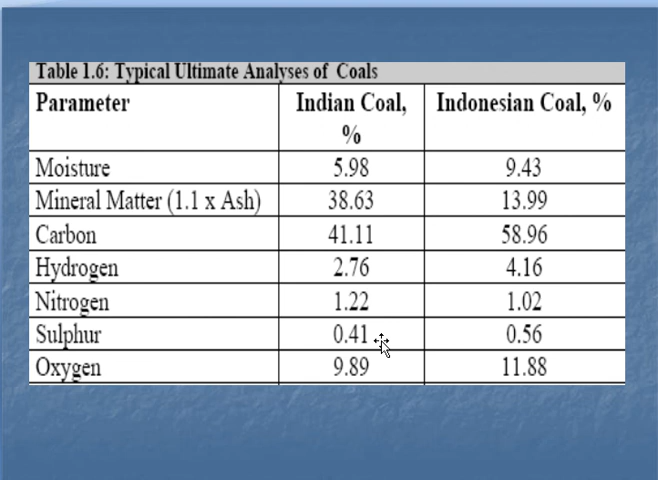 Table 1.6: Typical Ultimate Analyses of Coals
Parameter Indian Coal, % Indonesian Coal, %
Moisture 5.98 9.43
Mineral Matter (1.1 x Ash) 38.63 13.99
Carbon 41.11 58.96
Hydrogen 2.76 4.16
Nitrogen 1.22 1.02
Sulphur 0.41 0.56
Oxygen 9.89 11.88